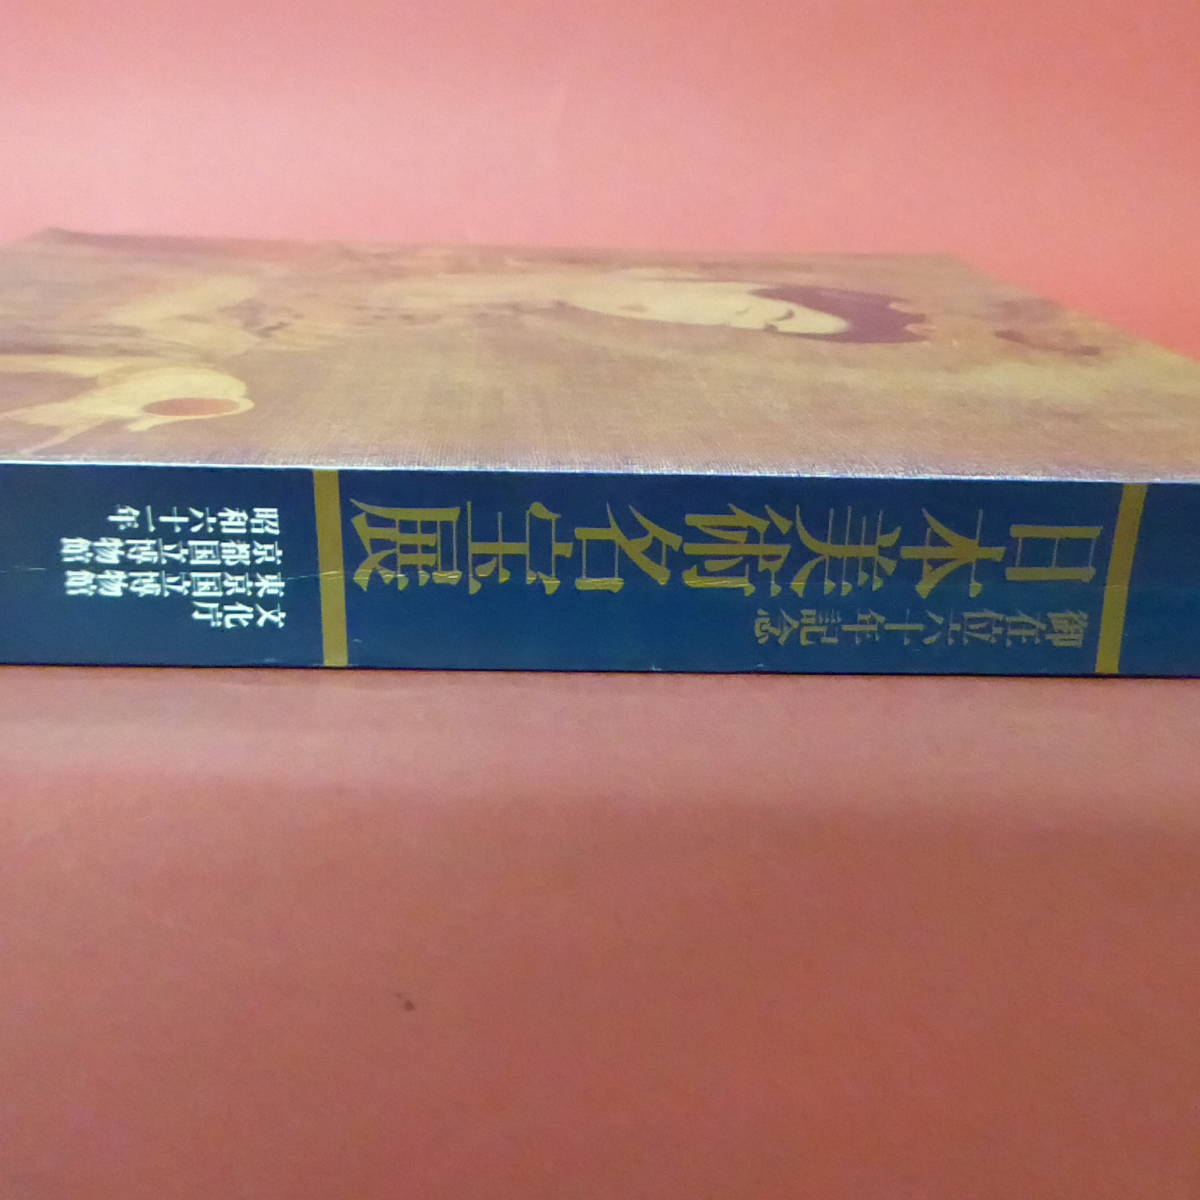 御在位六十年記念
日本美術名宝展
文化庁
東京国立博物館
京都国立博物館
昭和六十一年